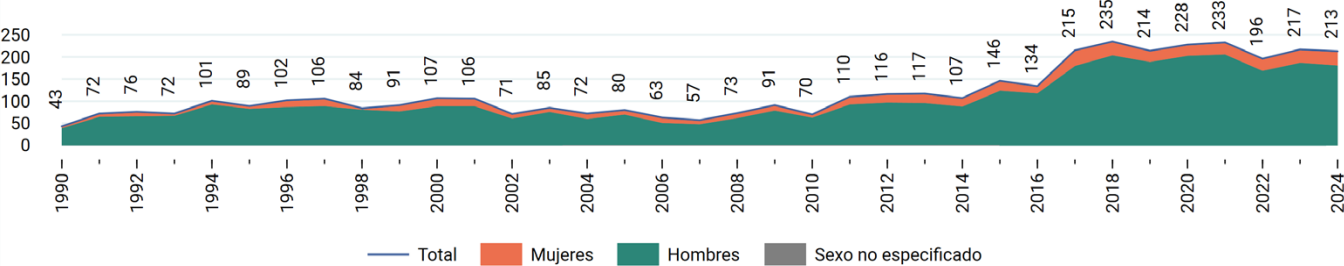 43 72 76 72 101 89 102 106 84 91 107 106 71 85 72 80 63 57 73 91 70 110 116 117 107 146 134 215 235 214 228 233 196 217 213
250
200
150
100
50
0
1990 1992 1994 1996 1998 2000 2002 2004 2006 2008 2010 2012 2014 2016 2018 2020 2022 2024
Total Mujeres Hombres Sexo no especificado